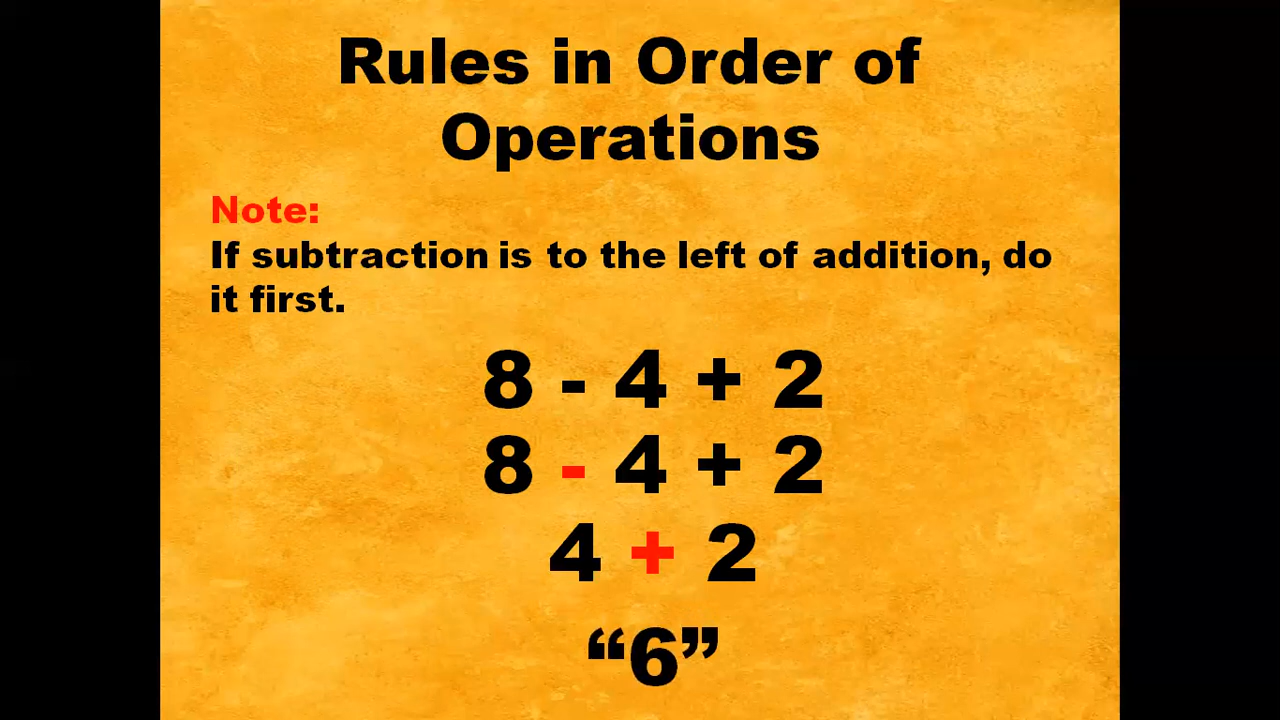 Rules in Order of
Operations
Note:
If subtraction is to the left of addition, do
it first.
8 - 4 + 2
8 - 4 + 2
4 + 2
“6”